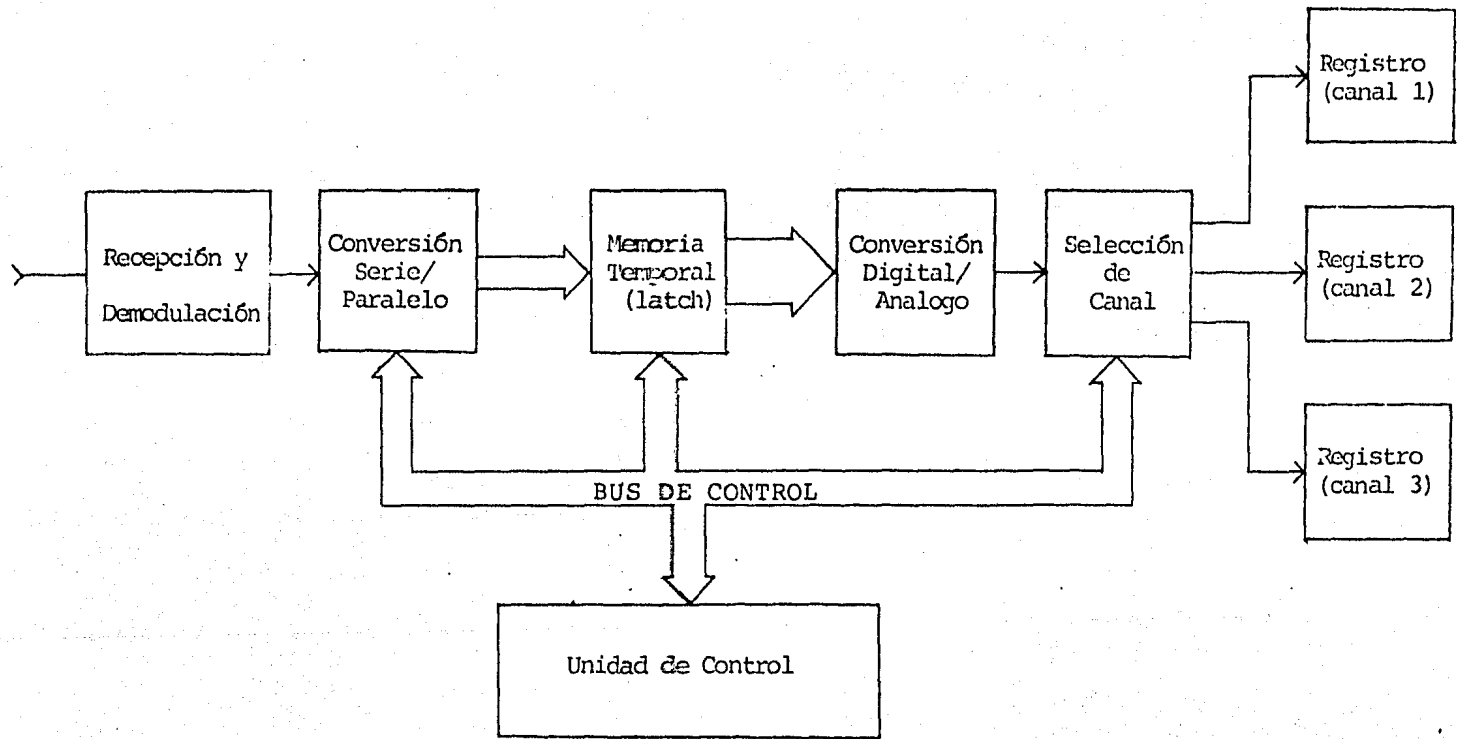 Recepción y
Demodulación
Conversión
Serie/
Paralelo
Memoria
Temporal
(latch)
Conversión
Digital/
Analogo
Selección
de
Canal
Registro
(canal 1)
Registro
(canal 2)
Registro
(canal 3)
BUS DE CONTROL
Unidad de Control